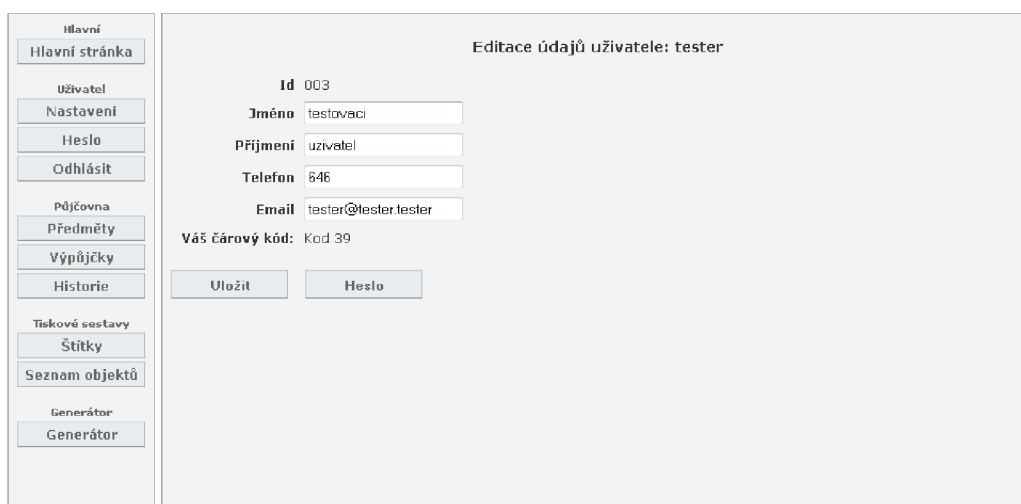 Hlavní
Hlavní stránka
Uživatel
Nastavení
Heslo
Odhlásit
Půjčovna
Předměty
Výpůjčky
Historie
Tiskové sestavy
Štítky
Seznam objektů
Generátor
Generátor
Editace údajů uživatele: tester
Id 003
Jméno testovaci
Příjmení uzivatel
Telefon 646
Email tester@tester.tester
Váš čárový kód: Kod 39
Uložit Heslo